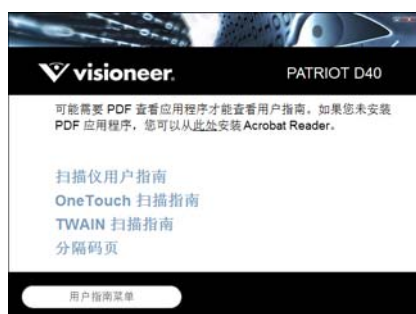 visioneer.
PATRIOT D40
可能需要 PDF 查看应用程序才能查看用户指南。如果您未安装
PDF 应用程序，您可以从此处安装 Acrobat Reader。
扫描仪用户指南
OneTouch 扫描指南
TWAIN 扫描指南
分隔码页
用户指南菜单